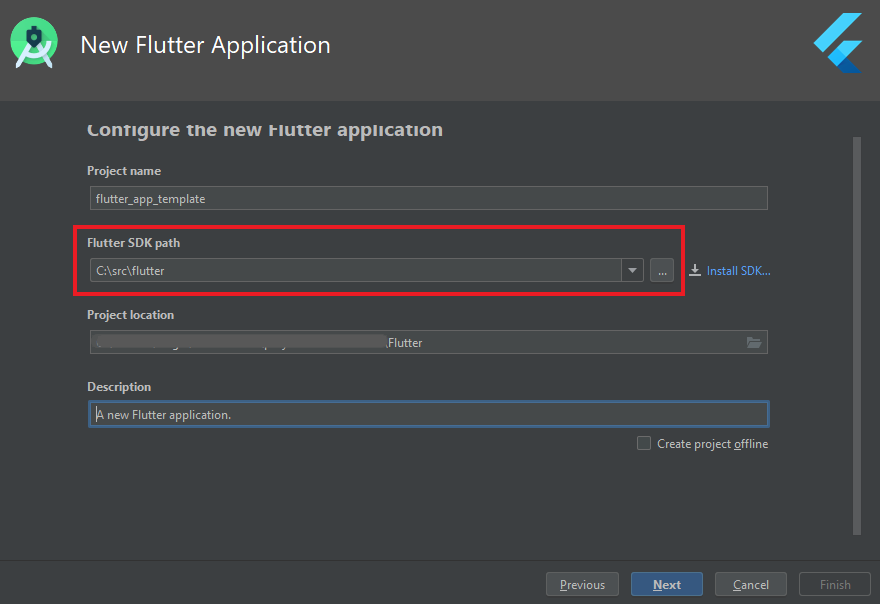 New Flutter Application
Configure the new Flutter application
Project name
flutter_app_template
Flutter SDK path
C:\src\flutter
... Install SDK...
Project location
\Flutter
Description
A new Flutter application.
Create project offline
Previous Next Cancel Finish